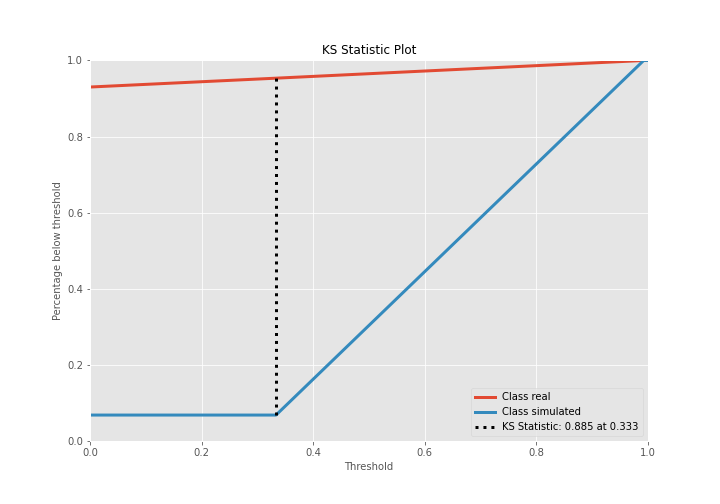 KS Statistic Plot
1.0
0.8
0.6
0.4
0.2
0.0
Percentage below threshold
0.0 0.2 0.4 0.6 0.8 1.0
Threshold
Class real
Class simulated
KS Statistic: 0.885 at 0.333